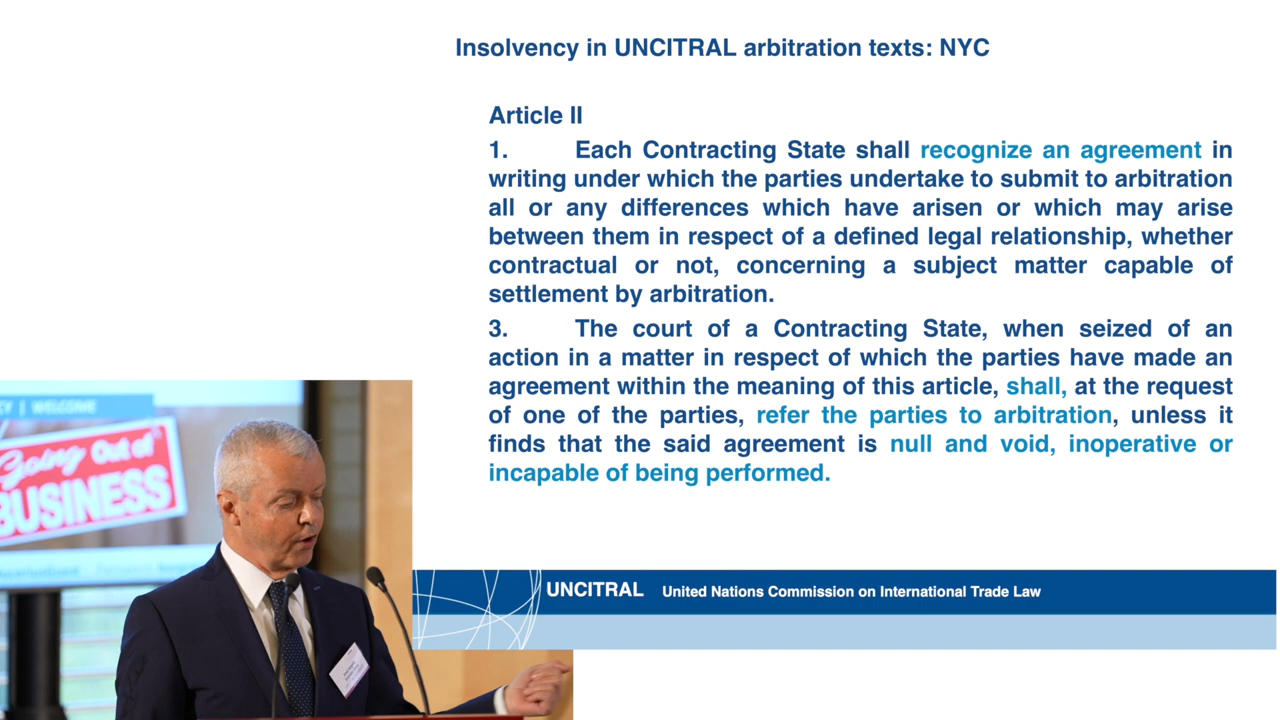 Insolvency in UNCITRAL arbitration texts: NYC
Article II
1. Each Contracting State shall recognize an agreement in
writing under which the parties undertake to submit to arbitration
all or any differences which have arisen or which may arise
between them in respect of a defined legal relationship, whether
contractual or not, concerning a subject matter capable of
settlement by arbitration.
3. The court of a Contracting State, when seized of an
action in a matter in respect of which the parties have made an
agreement within the meaning of this article, shall, at the request
of one of the parties, refer the parties to arbitration, unless it
finds that the said agreement is null and void, inoperative or
incapable of being performed.
CY | WELCOME
Going Out of
BUSINESS
UNCITRAL United Nations Commission on International Trade Law